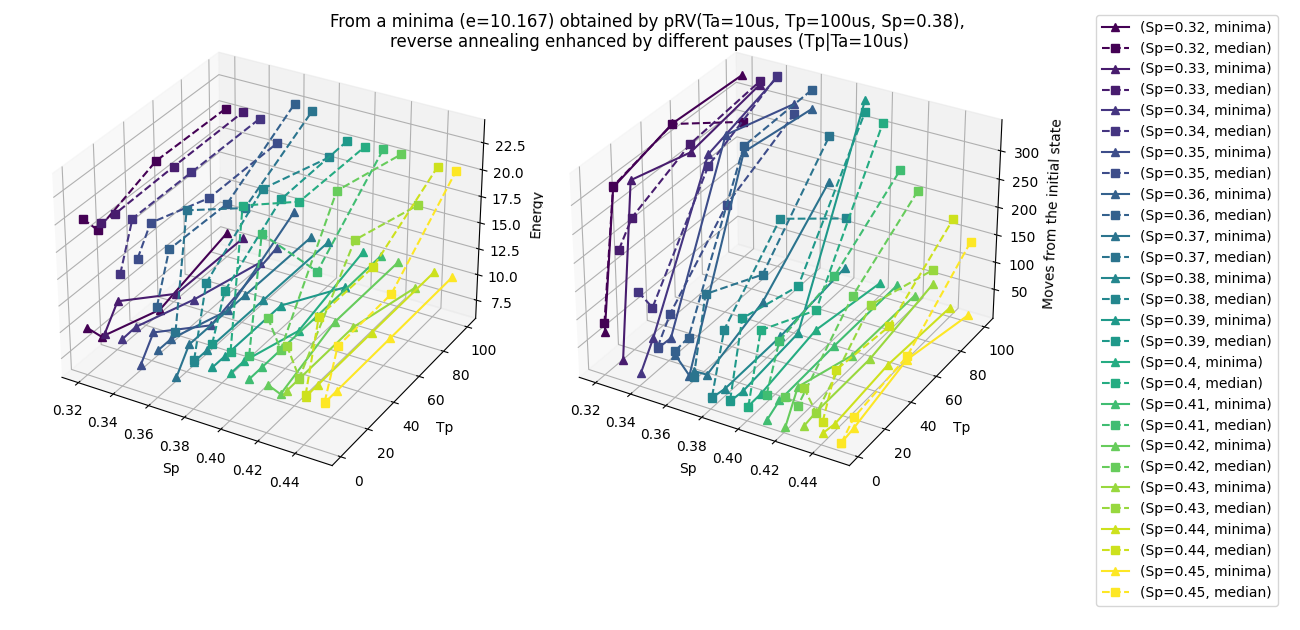 From a minima (e=10.167) obtained by pRV(Ta=10us, Tp=100us, Sp=0.38),
reverse annealing enhanced by different pauses (Tp|Ta=10us)
22.5
20.0
17.5
15.0
12.5
10.0
7.5
Energy
100
80
60
40
20
0
Tp
0.32
0.34
0.36
0.38
0.40
0.42
0.44
Sp
300
250
200
150
100
50
Moves from the initial state
100
80
60
40
20
0
Tp
0.32
0.34
0.36
0.38
0.40
0.42
0.44
Sp
(Sp=0.32, minima)
(Sp=0.32, median)
(Sp=0.33, minima)
(Sp=0.33, median)
(Sp=0.34, minima)
(Sp=0.34, median)
(Sp=0.35, minima)
(Sp=0.35, median)
(Sp=0.36, minima)
(Sp=0.36, median)
(Sp=0.37, minima)
(Sp=0.37, median)
(Sp=0.38, minima)
(Sp=0.38, median)
(Sp=0.39, minima)
(Sp=0.39, median)
(Sp=0.4, minima)
(Sp=0.4, median)
(Sp=0.41, minima)
(Sp=0.41, median)
(Sp=0.42, minima)
(Sp=0.42, median)
(Sp=0.43, minima)
(Sp=0.43, median)
(Sp=0.44, minima)
(Sp=0.44, median)
(Sp=0.45, minima)
(Sp=0.45, median)